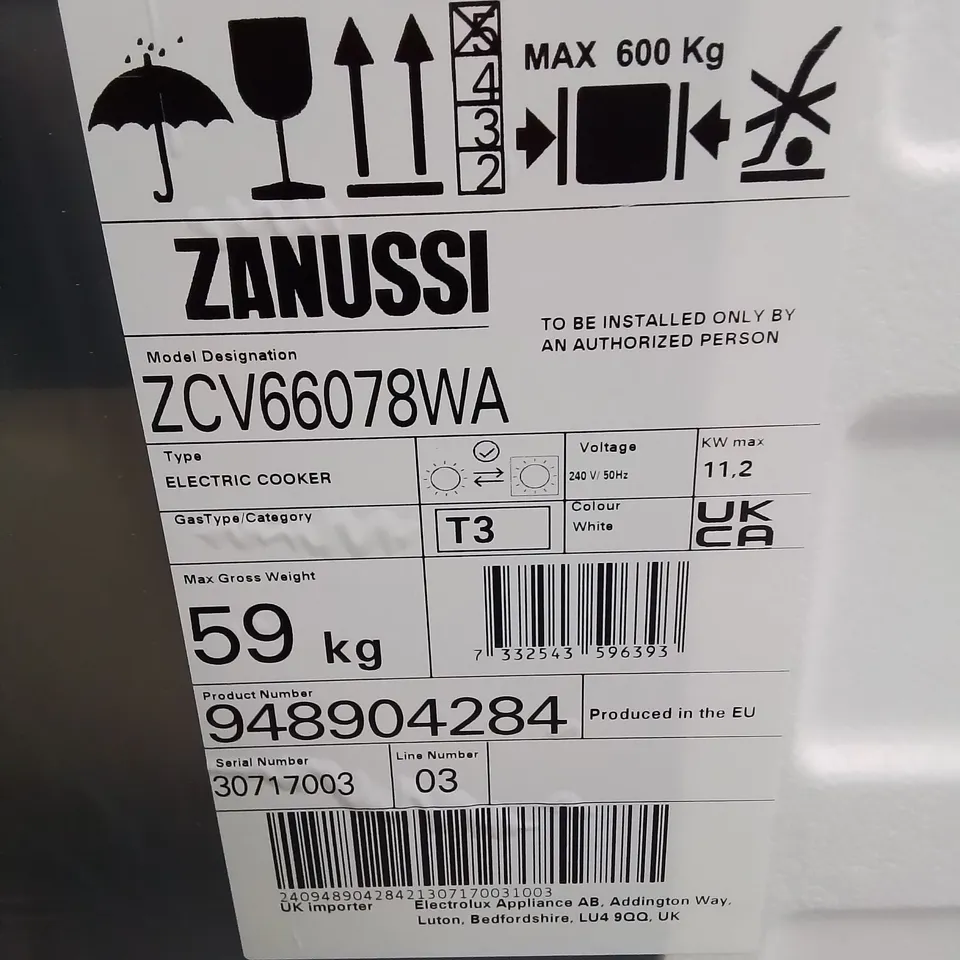 5
4
3
2
MAX 600 Kg
ZANUSSI
TO BE INSTALLED ONLY BY
AN AUTHORIZED PERSON
Model Designation
ZCV66078WA
Type
ELECTRIC COOKER
Voltage
240 V/ 50Hz
KW max
11,2
GasType/Category
T3
Colour
White
UK
CA
Max Gross Weight
59 kg
7 332543 596393
Product Number
948904284
Produced in the EU
Serial Number
30717003
Line Number
03
2409489042842130717003​1003
UK importer
Electrolux Appliance AB, Addington Way,
Luton, Bedfordshire, LU4 9QQ, UK